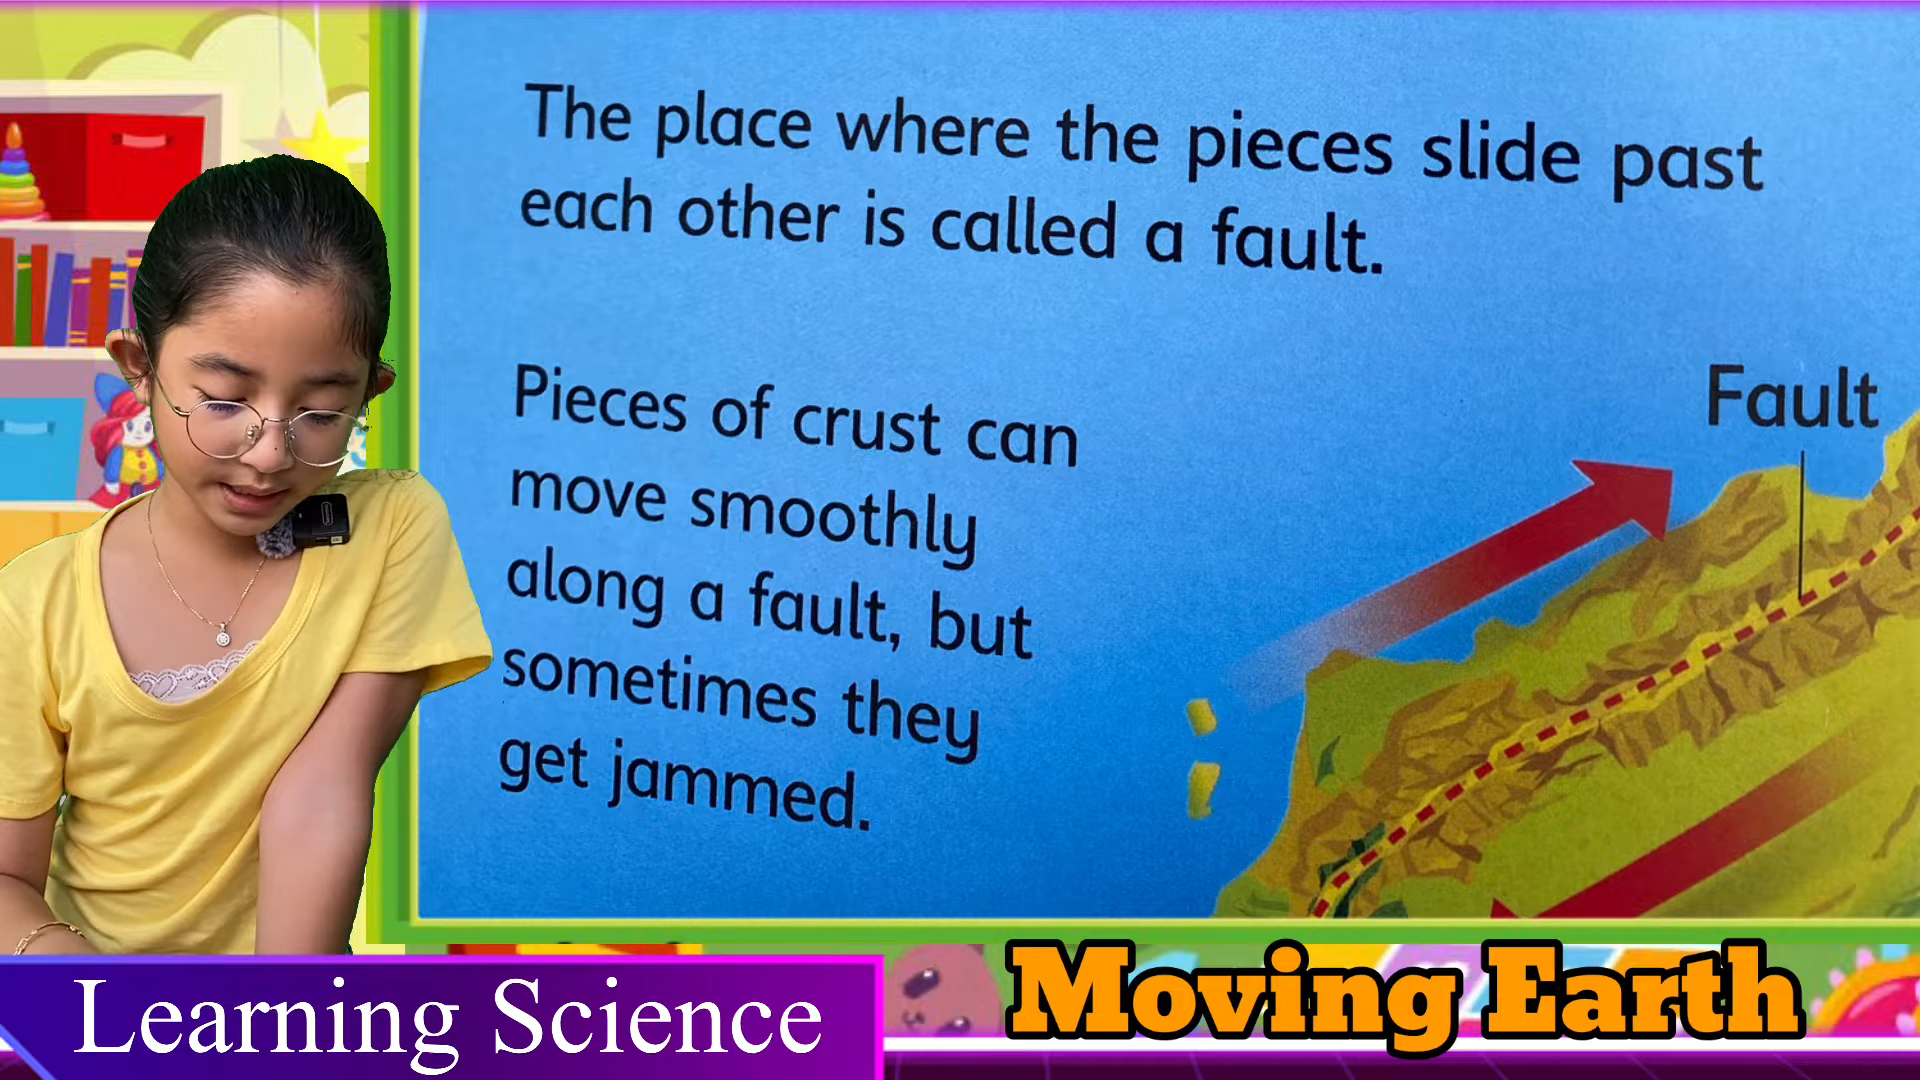 The place where the pieces slide past
each other is called a fault.
Pieces of crust can
move smoothly
along a fault, but
sometimes they
get jammed.
Fault
Learning Science
Moving Earth